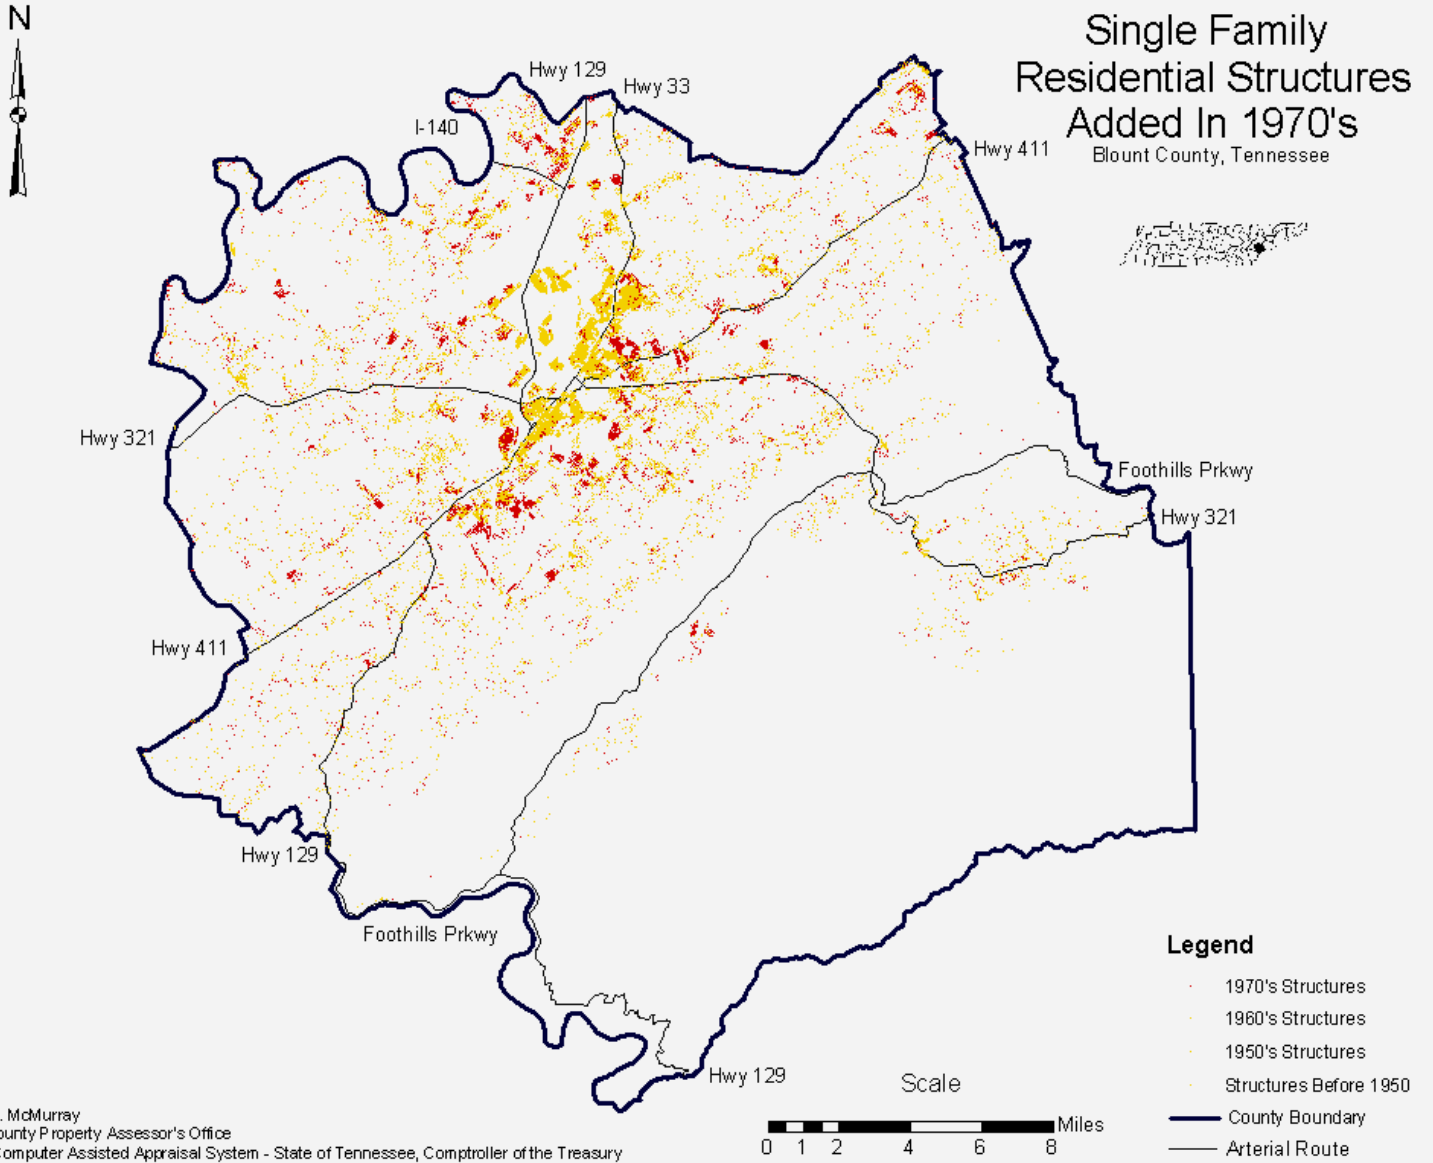 N
Single Family
Residential Structures
Added In 1970's
Blount County, Tennessee
Hwy 129
Hwy 33
I-140
Hwy 411
Hwy 321
Foothills Prkwy
Hwy 321
Hwy 411
Hwy 129
Foothills Prkwy
Hwy 129
Legend
1970's Structures
1960's Structures
1950's Structures
Structures Before 1950
County Boundary
Arterial Route
Scale
Miles
0 1 2 4 6 8
. McMurray
ounty Property Assessor's Office
omputer Assisted Appraisal System - State of Tennessee, Comptroller of the Treasury